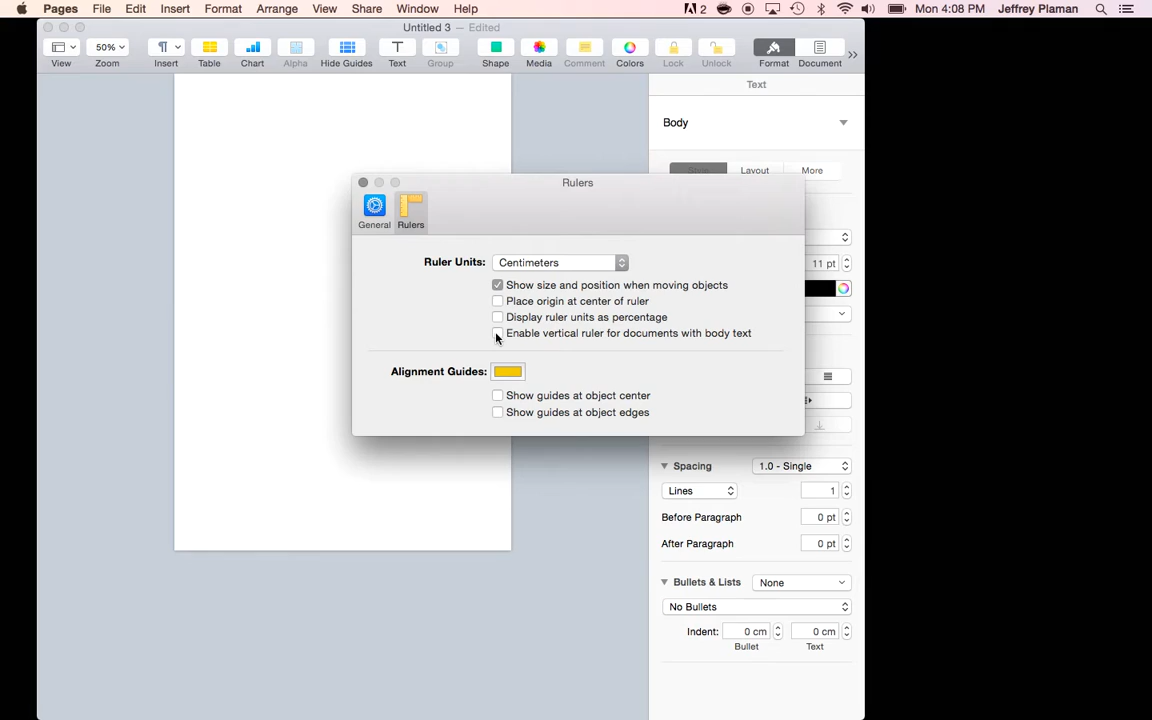 Pages File Edit Insert Format Arrange View Share Window Help 2 Mon 4:08 PM Jeffrey Plaman
Untitled 3 — Edited
50%
View Zoom Insert Table Chart Alpha Hide Guides Text Group Shape Media Comment Colors Lock Unlock Format Document
Text
Body
Layout More
Rulers
General Rulers
Ruler Units: Centimeters
11 pt
Show size and position when moving objects
Place origin at center of ruler
Display ruler units as percentage
Enable vertical ruler for documents with body text
Alignment Guides:
Show guides at object center
Show guides at object edges
Spacing 1.0 - Single
Lines 1
Before Paragraph 0 pt
After Paragraph 0 pt
Bullets & Lists None
No Bullets
Indent: 0 cm 0 cm
Bullet Text